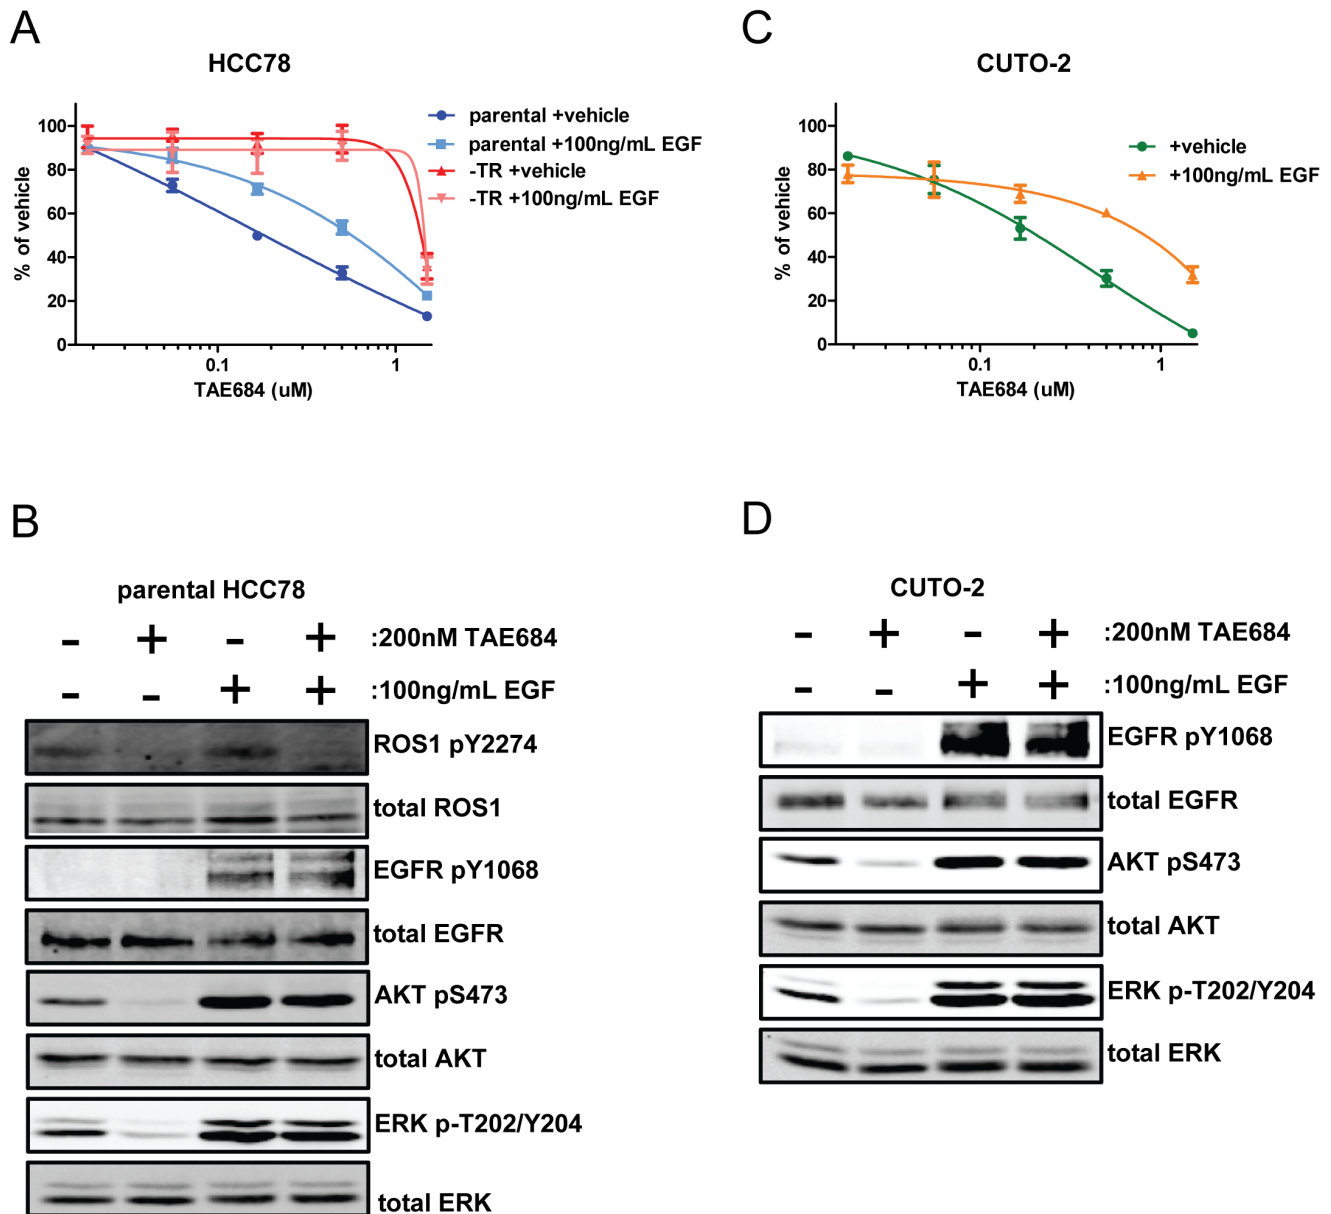 A
HCC78
% of vehicle
100
80
60
40
20
0
0.1
1
TAE684 (uM)
parental +vehicle
parental +100ng/mL EGF
-TR +vehicle
-TR +100ng/mL EGF
C
CUTO-2
% of vehicle
100
80
60
40
20
0
0.1
1
TAE684 (uM)
+vehicle
+100ng/mL EGF
B
parental HCC78
- + - + :200nM TAE684
- - + + :100ng/mL EGF
ROS1 pY2274
total ROS1
EGFR pY1068
total EGFR
AKT pS473
total AKT
ERK p-T202/Y204
total ERK
D
CUTO-2
- + - + :200nM TAE684
- - + + :100ng/mL EGF
EGFR pY1068
total EGFR
AKT pS473
total AKT
ERK p-T202/Y204
total ERK